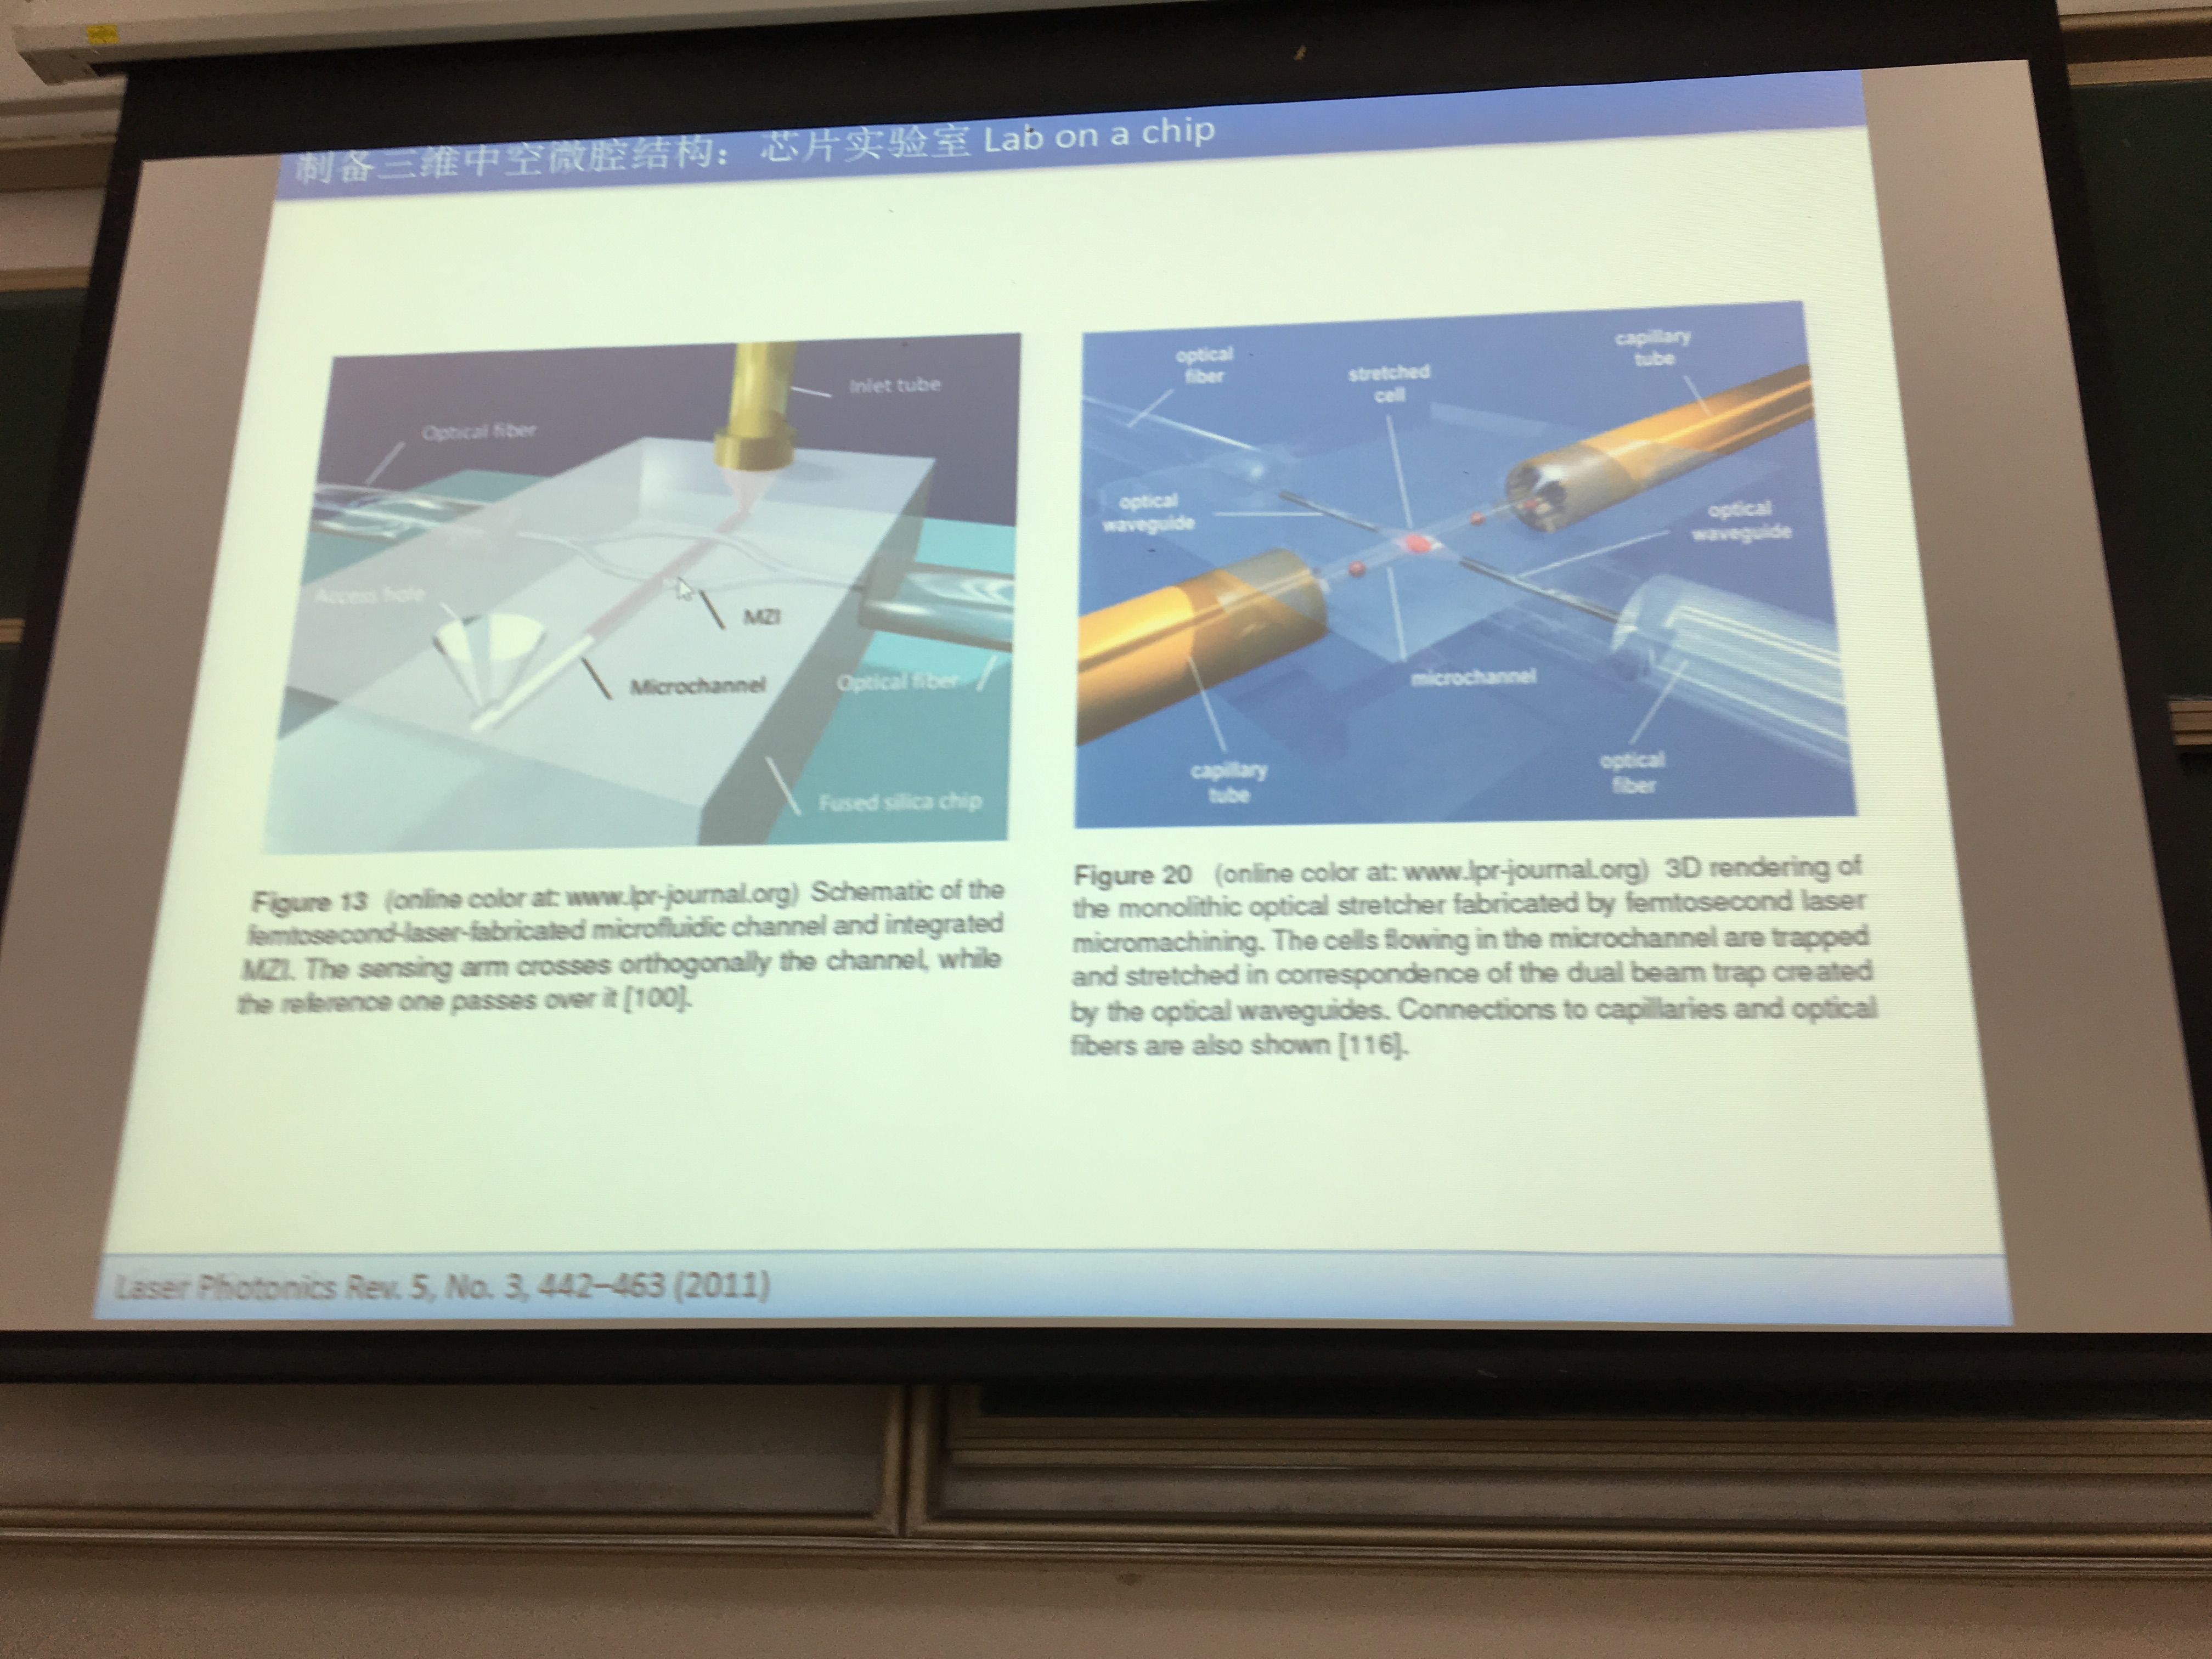 制备三维中空微腔结构：芯片实验室 Lab on a chip
Inlet tube
Optical fiber
Access hole
MZI
Microchannel
Optical fiber
Fused silica chip
optical
fiber
stretched
cell
capillary
tube
optical
waveguide
optical
waveguide
microchannel
capillary
tube
optical
fiber
Figure 13 (online color at: www.lpr-journal.org) Schematic of the
femtosecond-laser-fabricated microfluidic channel and integrated
MZI. The sensing arm crosses orthogonally the channel, while
the reference one passes over it [100].
Figure 20 (online color at: www.lpr-journal.org) 3D rendering of
the monolithic optical stretcher fabricated by femtosecond laser
micromachining. The cells flowing in the microchannel are trapped
and stretched in correspondence of the dual beam trap created
by the optical waveguides. Connections to capillaries and optical
fibers are also shown [116].
Laser Photonics Rev. 5, No. 3, 442–463 (2011)